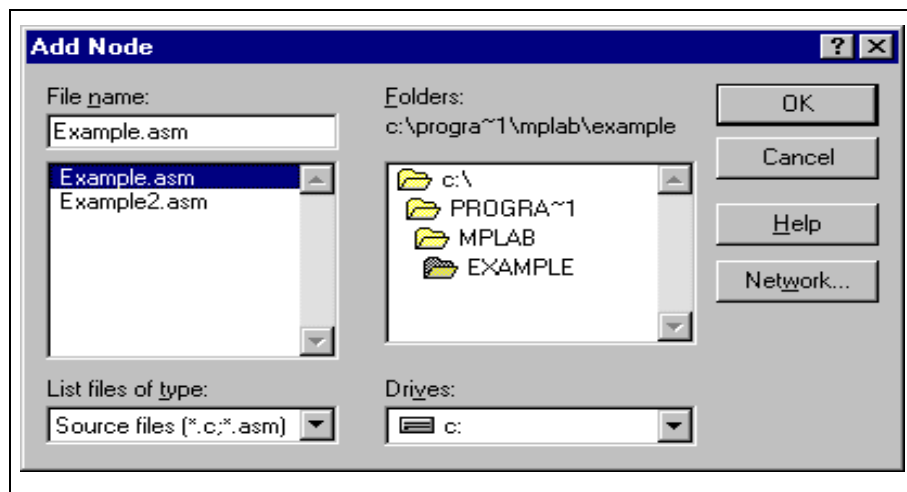 Add Node
File name:
Example.asm
Example.asm
Example2.asm
List files of type:
Source files (*.c;*.asm)
Folders:
c:\progra~1\mplab\example
c:\
PROGRA~1
MPLAB
EXAMPLE
Drives:
c:
OK
Cancel
Help
Network...